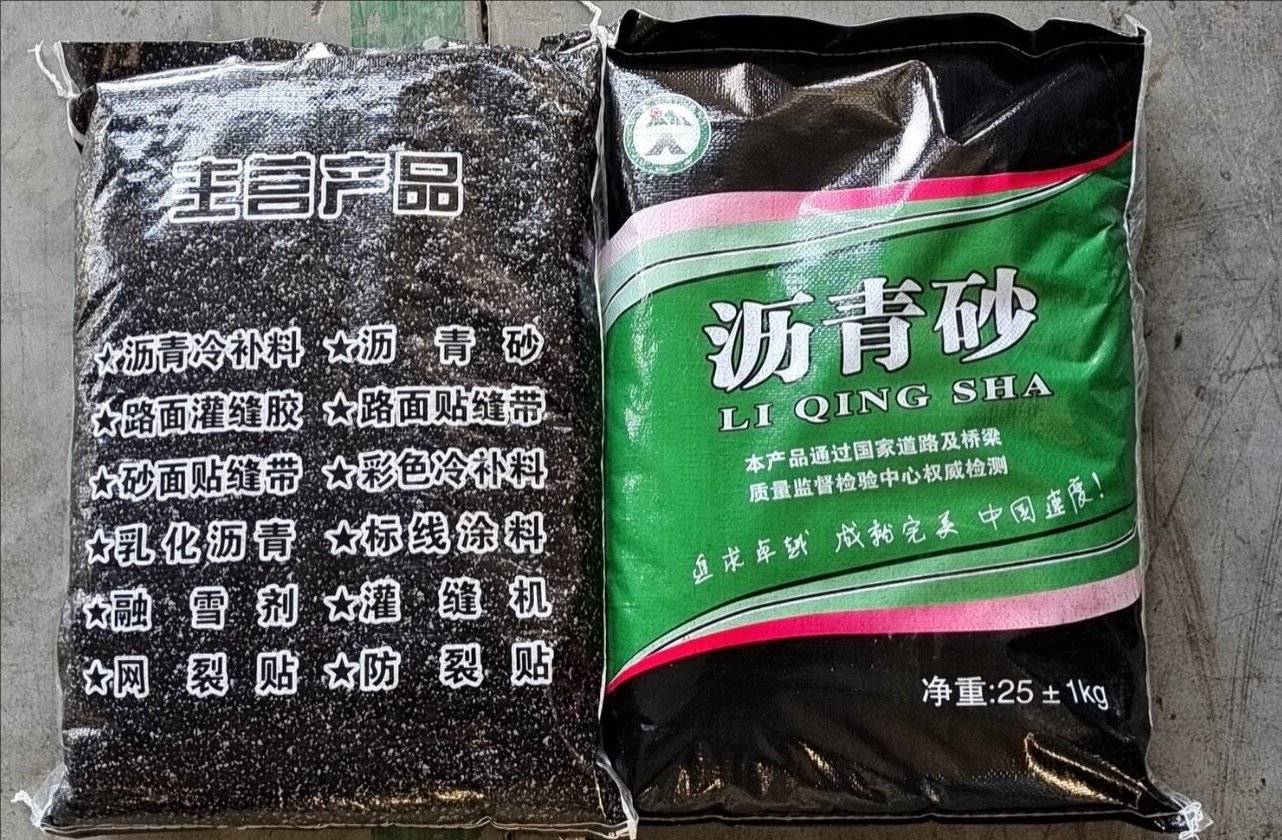 主营产品
★沥青冷补料 ★沥青砂
★路面灌缝胶 ★路面贴缝带
★砂面贴缝带 ★彩色冷补料
★乳化沥青 ★标线涂料
★融雪剂 ★灌缝机
★网裂贴 ★防裂贴
沥青砂
LI QING SHA
本产品通过国家道路及桥梁
质量监督检验中心权威检测
追求卓越 成就完美 中国速度!
净重:25±1kg